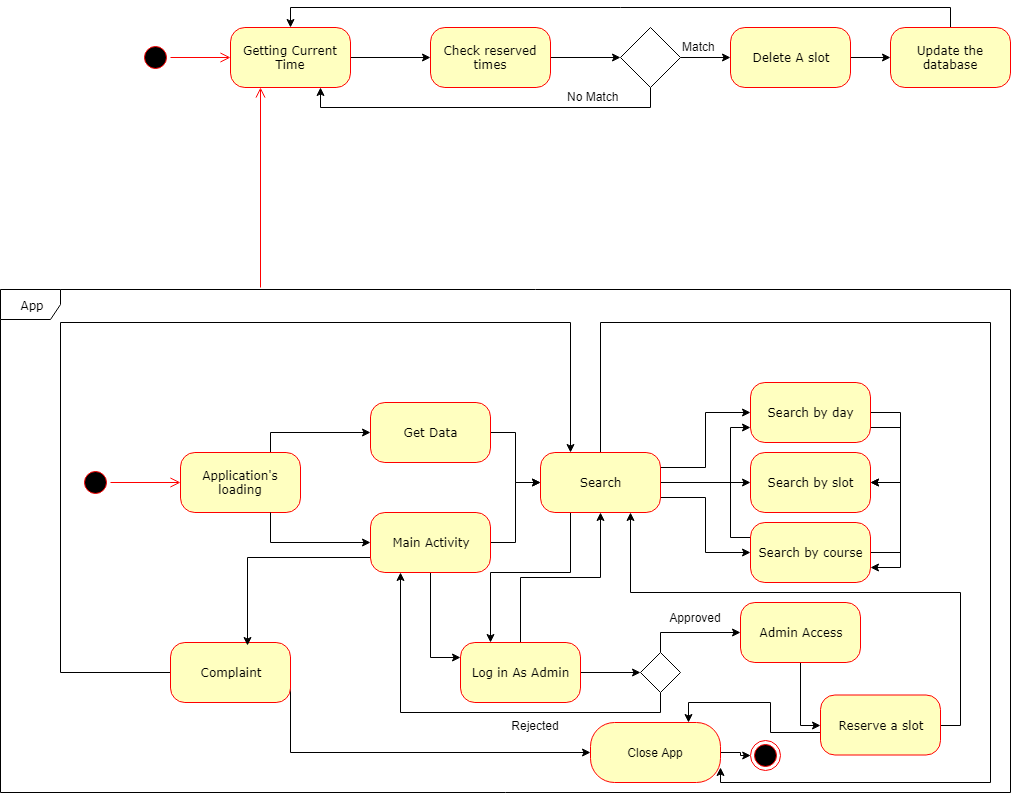 Getting Current
Time
Check reserved
times
Match
No Match
Delete A slot
Update the
database
App
Get Data
Application's
loading
Main Activity
Search
Search by day
Search by slot
Search by course
Approved
Admin Access
Complaint
Log in As Admin
Rejected
Reserve a slot
Close App